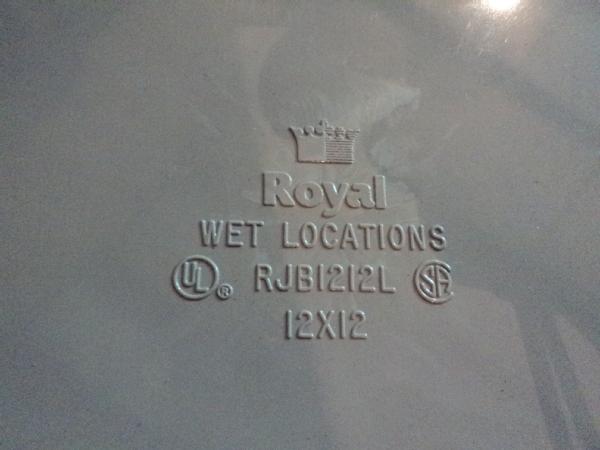 Royal
WET LOCATIONS
UL ® RJB1212L SA
12X12